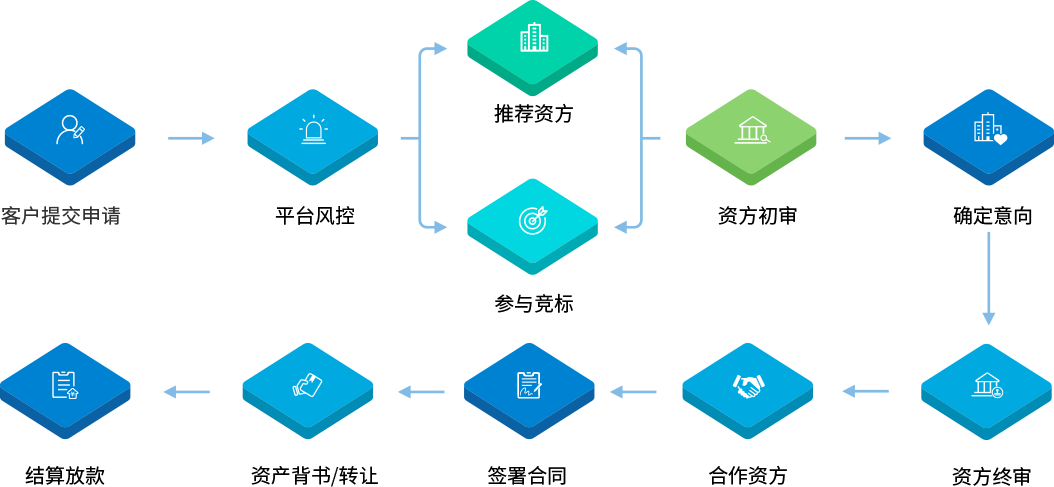 推荐资方
客户提交申请
平台风控
资方初审
确定意向
参与竞标
结算放款
资产背书/转让
签署合同
合作资方
资方终审